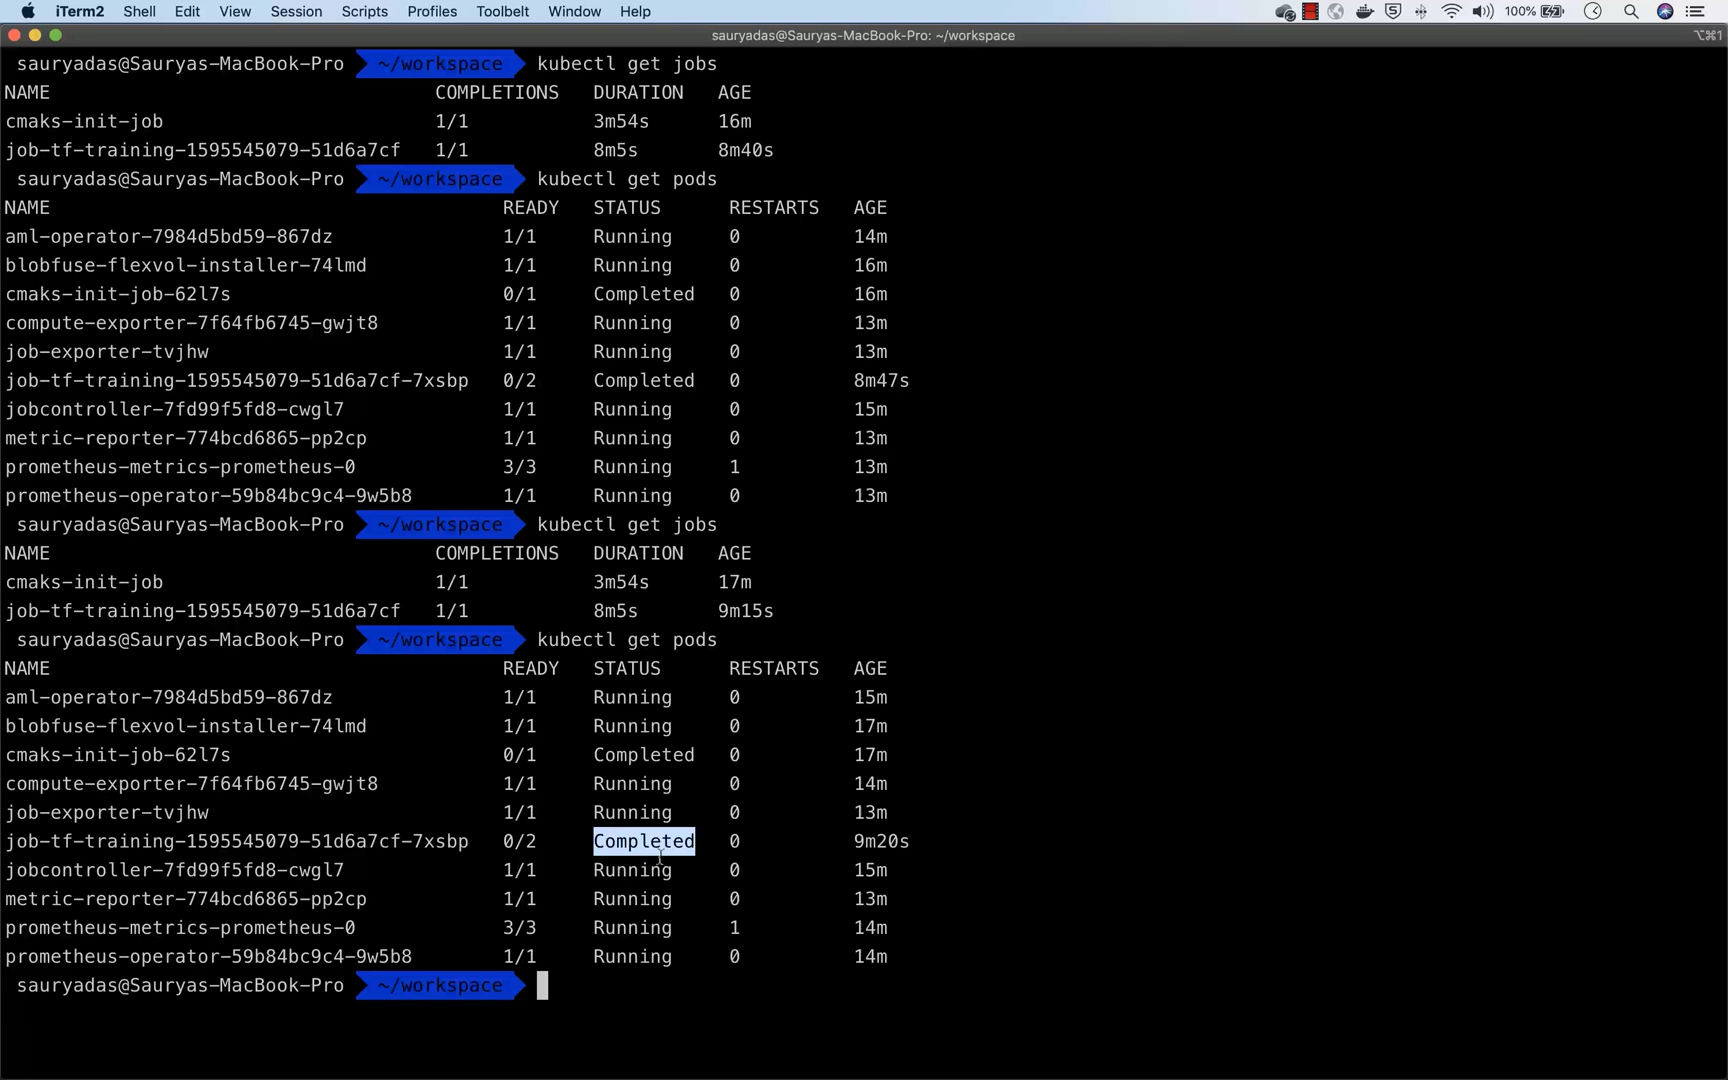 iTerm2 Shell Edit View Session Scripts Profiles Toolbelt Window Help 100%
sauryadas@Sauryas-MacBook-Pro: ~/workspace ⌥⌘1
sauryadas@Sauryas-MacBook-Pro ~/workspace kubectl get jobs
NAME COMPLETIONS DURATION AGE
cmaks-init-job 1/1 3m54s 16m
job-tf-training-1595545079-51d6a7cf 1/1 8m5s 8m40s
sauryadas@Sauryas-MacBook-Pro ~/workspace kubectl get pods
NAME READY STATUS RESTARTS AGE
aml-operator-7984d5bd59-867dz 1/1 Running 0 14m
blobfuse-flexvol-installer-74lmd 1/1 Running 0 16m
cmaks-init-job-62l7s 0/1 Completed 0 16m
compute-exporter-7f64fb6745-gwjt8 1/1 Running 0 13m
job-exporter-tvjhw 1/1 Running 0 13m
job-tf-training-1595545079-51d6a7cf-7xsbp 0/2 Completed 0 8m47s
jobcontroller-7fd99f5fd8-cwgl7 1/1 Running 0 15m
metric-reporter-774bcd6865-pp2cp 1/1 Running 0 13m
prometheus-metrics-prometheus-0 3/3 Running 1 13m
prometheus-operator-59b84bc9c4-9w5b8 1/1 Running 0 13m
sauryadas@Sauryas-MacBook-Pro ~/workspace kubectl get jobs
NAME COMPLETIONS DURATION AGE
cmaks-init-job 1/1 3m54s 17m
job-tf-training-1595545079-51d6a7cf 1/1 8m5s 9m15s
sauryadas@Sauryas-MacBook-Pro ~/workspace kubectl get pods
NAME READY STATUS RESTARTS AGE
aml-operator-7984d5bd59-867dz 1/1 Running 0 15m
blobfuse-flexvol-installer-74lmd 1/1 Running 0 17m
cmaks-init-job-62l7s 0/1 Completed 0 17m
compute-exporter-7f64fb6745-gwjt8 1/1 Running 0 14m
job-exporter-tvjhw 1/1 Running 0 13m
job-tf-training-1595545079-51d6a7cf-7xsbp 0/2 Completed 0 9m20s
jobcontroller-7fd99f5fd8-cwgl7 1/1 Running 0 15m
metric-reporter-774bcd6865-pp2cp 1/1 Running 0 13m
prometheus-metrics-prometheus-0 3/3 Running 1 14m
prometheus-operator-59b84bc9c4-9w5b8 1/1 Running 0 14m
sauryadas@Sauryas-MacBook-Pro ~/workspace